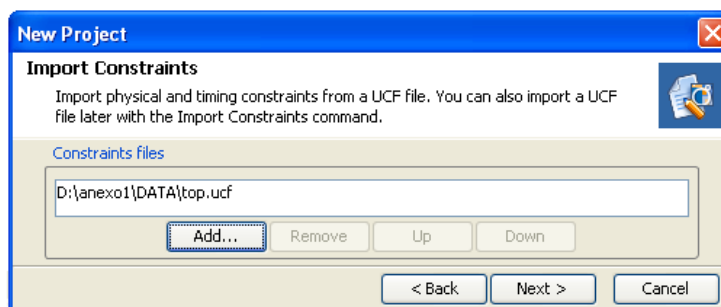 New Project
Import Constraints
Import physical and timing constraints from a UCF file. You can also import a UCF
file later with the Import Constraints command.
Constraints files
D:\anexo1\DATA\top.ucf
Add... Remove Up Down
< Back Next > Cancel